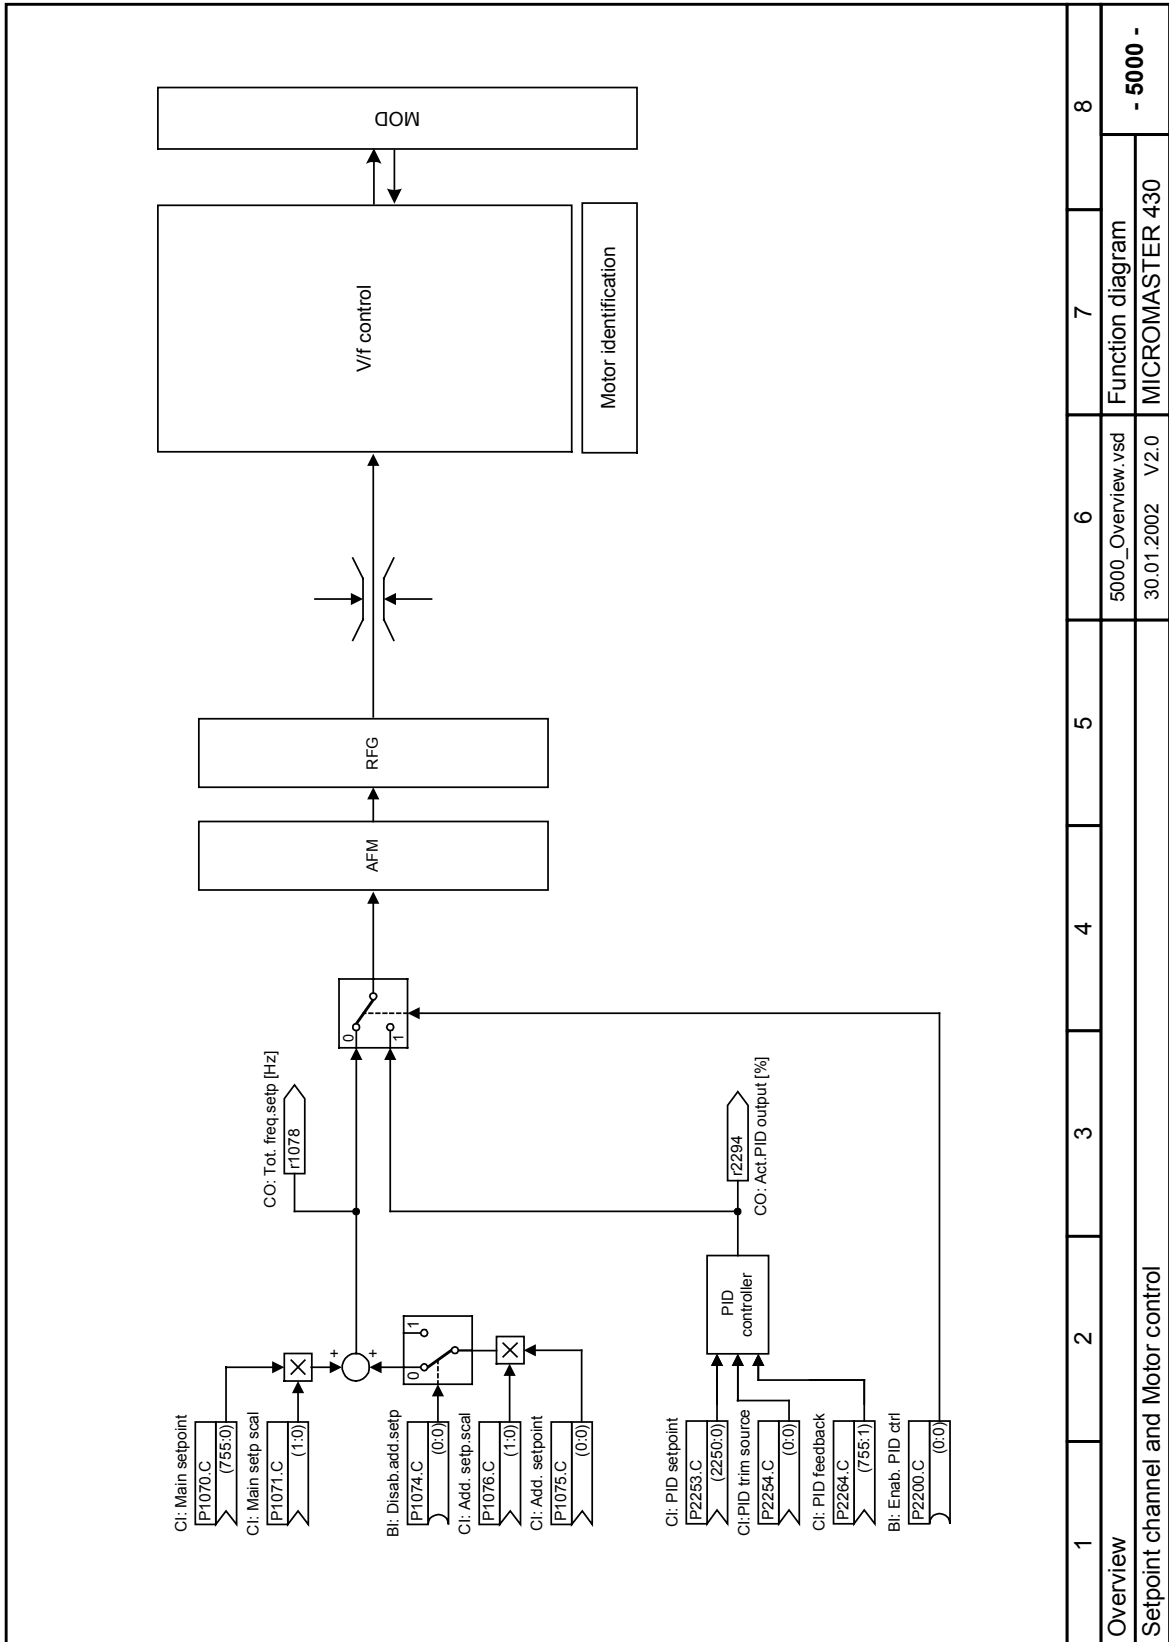 CI: Main setpoint
P1070.C
(755:0)
CI: Main setp scal
P1071.C
(1:0)
BI: Disab.add.setp
P1074.C
(0:0)
CI: Add. setp.scal
P1076.C
(1:0)
CI: Add. setpoint
P1075.C
(0:0)
CI: PID setpoint
P2253.C
(2250:0)
CI:PID trim source
P2254.C
(0:0)
CI: PID feedback
P2264.C
(755:1)
BI: Enab. PID ctrl
P2200.C
(0:0)
+
+
0
1
PID
controller
CO: Tot. freq.setp [Hz]
r1078
r2294
CO: Act.PID output [%]
0
1
AFM
RFG
V/f control
Motor identification
MOD
1 2 3 4 5 6 7 8
Overview
Setpoint channel and Motor control
5000_Overview.vsd
30.01.2002 V2.0
Function diagram
MICROMASTER 430
- 5000 -